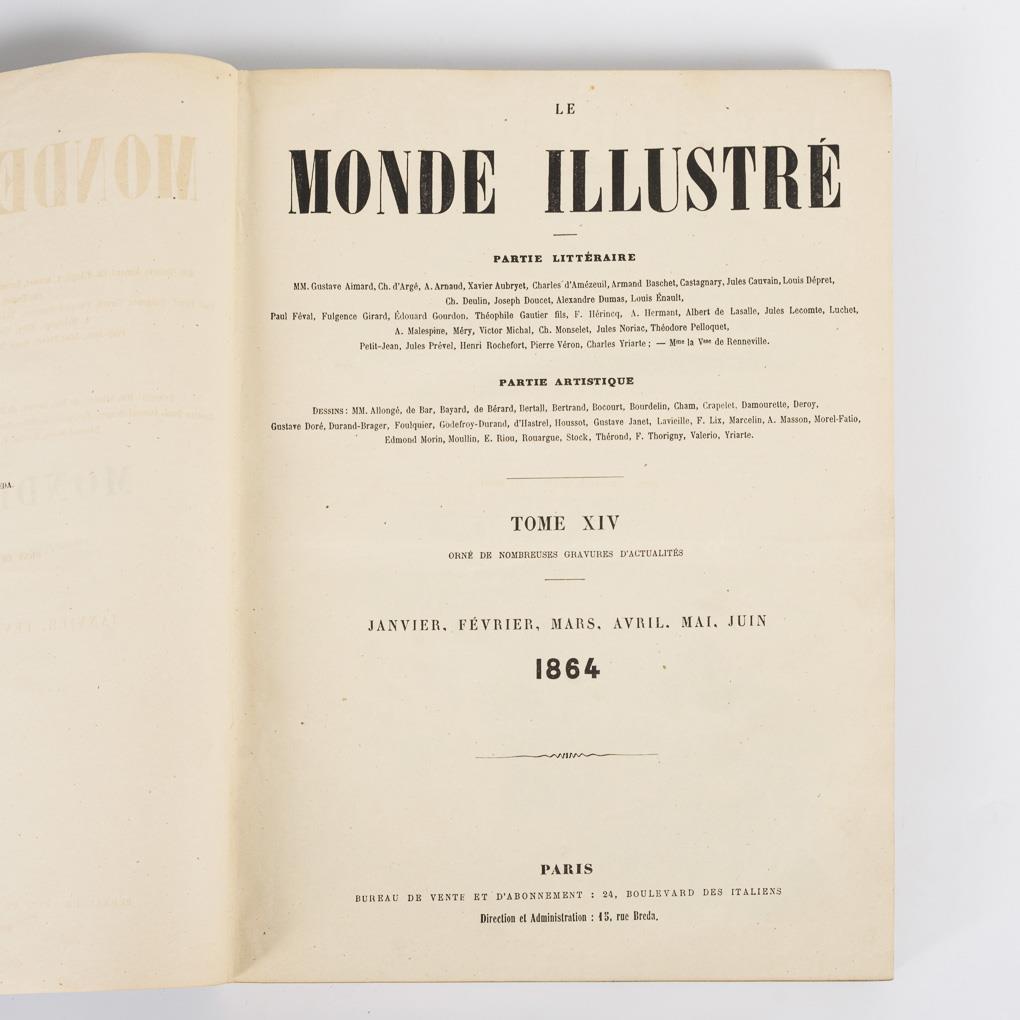 LE
MONDE ILLUSTRÉ
PARTIE LITTÉRAIRE
MM. Gustave Aimard, Ch. d'Argé, A. Arnaud, Xavier Aubryet, Charles d'Amézeuil, Armand Baschet, Castagnary, Jules Cauvain, Louis Dépret,
Ch. Deulin, Joseph Doucet, Alexandre Dumas, Louis Énault,
Paul Féval, Fulgence Girard, Édouard Gourdon, Théophile Gautier fils, F. Hérincq, A. Hermant, Albert de Lasalle, Jules Lecomte, Luchet,
A. Malespine, Méry, Victor Michal, Ch. Monselet, Jules Noriac, Théodore Pelloquet,
Petit-Jean, Jules Prével, Henri Rochefort, Pierre Véron, Charles Yriarte; — Mme la Vsse de Renneville.
PARTIE ARTISTIQUE
DESSINS: MM. Allongé, de Bar, Bayard, de Bérard, Bertall, Bertrand, Bocourt, Bourdelin, Cham, Crapelet, Damourette, Deroy,
Gustave Doré, Durand-Brager, Foulquier, Godefroy-Durand, d'Hastrel, Houssot, Gustave Janet, Lavieille, F. Lix, Marcelin, A. Masson, Morel-Fatio,
Edmond Morin, Moullin, E. Riou, Rouargue, Stock, Thérond, F. Thorigny, Valerio, Yriarte.
TOME XIV
ORNÉ DE NOMBREUSES GRAVURES D'ACTUALITÉS
JANVIER, FÉVRIER, MARS, AVRIL, MAI, JUIN
1864
PARIS
BUREAU DE VENTE ET D'ABONNEMENT : 24, BOULEVARD DES ITALIENS
Direction et Administration : 15, rue Breda.